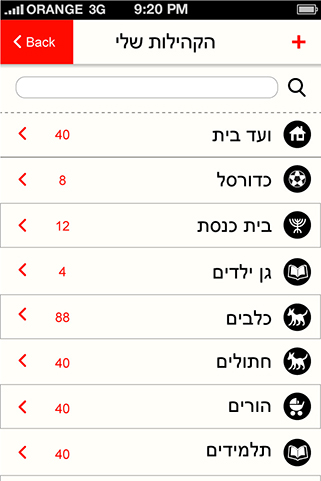 ORANGE 3G 9:20 PM
Back הקהילות שלי +
ועד בית 40
כדורסל 8
בית כנסת 12
גן ילדים 4
כלבים 88
חתולים 40
הורים 40
תלמידים 40